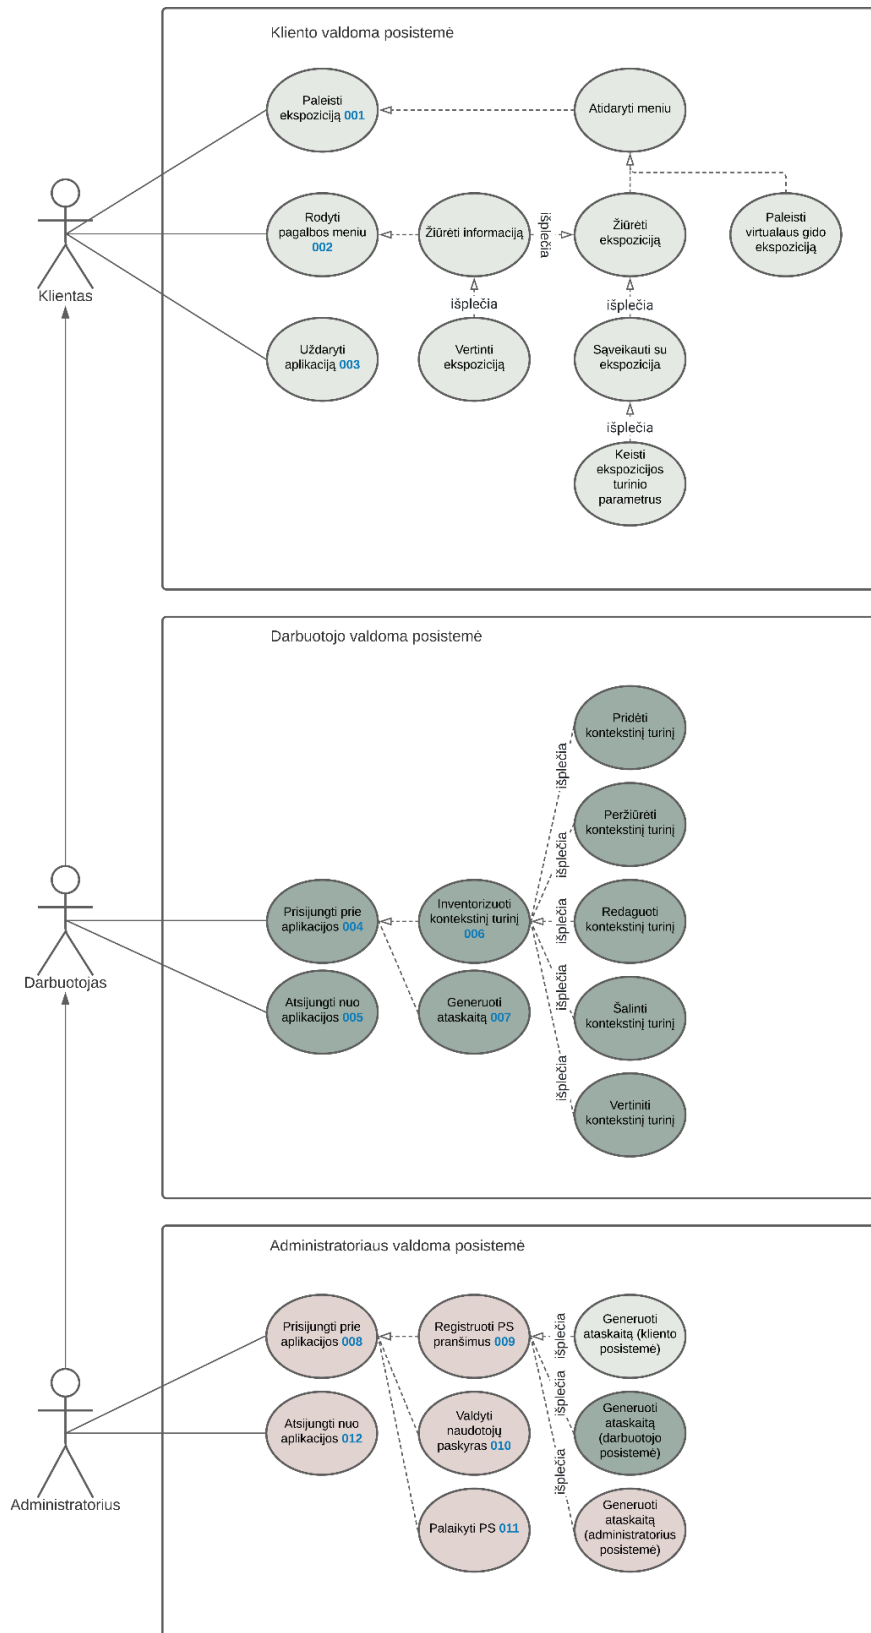 Kliento valdoma posistemė
Paleisti
ekspoziciją 001
Atidaryti meniu
Rodyti
pagalbos meniu
002
Žiūrėti informaciją
išplečia
Žiūrėti
ekspoziciją
Paleisti
virtualaus gido
ekspoziciją
Klientas
išplečia
išplečia
Uždaryti
aplikaciją 003
Vertinti
ekspoziciją
Sąveikauti su
ekspozicija
išplečia
Keisti
ekspozicijos
turinio
parametrus
Darbuotojo valdoma posistemė
Pridėti
kontekstinį turinį
išplečia
Peržiūrėti
kontekstinį turinį
išplečia
Prisijungti prie
aplikacijos 004
Inventorizuoti
kontekstinį turinį
006
išplečia
Redaguoti
kontekstinį turinį
Darbuotojas
Atsijungti nuo
aplikacijos 005
Generuoti
ataskaitą 007
išplečia
Šalinti
kontekstinį turinį
išplečia
Vertiniti
kontekstinį turinį
Administratoriaus valdoma posistemė
Prisijungti prie
aplikacijos 008
Registruoti PS
pranšimus 009
išplečia
Generuoti
ataskaitą (kliento
posistemė)
Atsijungti nuo
aplikacijos 012
Valdyti
naudotojų
paskyras 010
išplečia
Generuoti
ataskaitą
(darbuotojo
posistemė)
Administratorius
Palaikyti PS 011
išplečia
Generuoti
ataskaitą
(administratorius
posistemė)